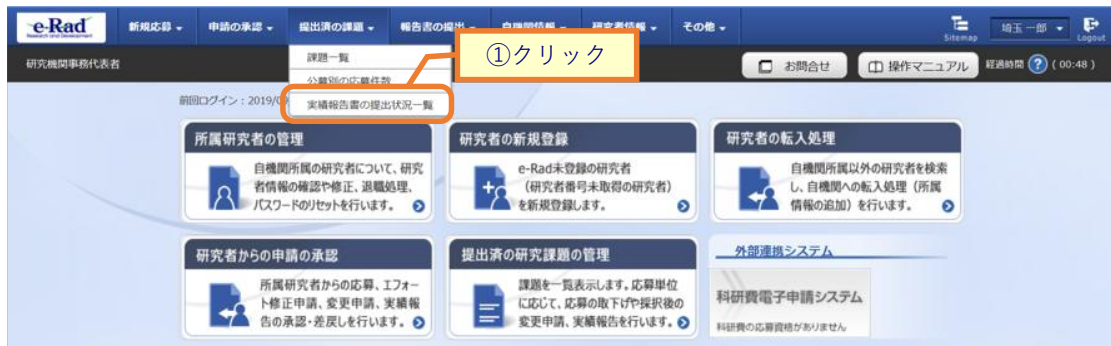 e-Rad
新規応募
申請の承認
提出済の課題
報告書の提出
自機関情報
研究者情報
その他
Sitemap
埼玉 一郎
Logout
研究機関事務代表者
お問合せ
操作マニュアル
経過時間 ? ( 00:48 )
課題一覧
公募別の応募件数
実績報告書の提出状況一覧
①クリック
前回ログイン：2019/0
所属研究者の管理
自機関所属の研究者について、研究
者情報の確認や修正、退職処理、
パスワードのリセットを行います。
研究者の新規登録
e-Rad未登録の研究者
（研究者番号未取得の研究者）
を新規登録します。
研究者の転入処理
自機関所属以外の研究者を検索
し、自機関への転入処理（所属
情報の追加）を行います。
研究者からの申請の承認
所属研究者からの応募、エフォー
ト修正申請、変更申請、実績報
告の承認・差戻しを行います。
提出済の研究課題の管理
課題を一覧表示します。応募単位
に応じて、応募の取下げや採択後の
変更申請、実績報告を行います。
外部連携システム
科研費電子申請システム
科研費の応募資格がありません